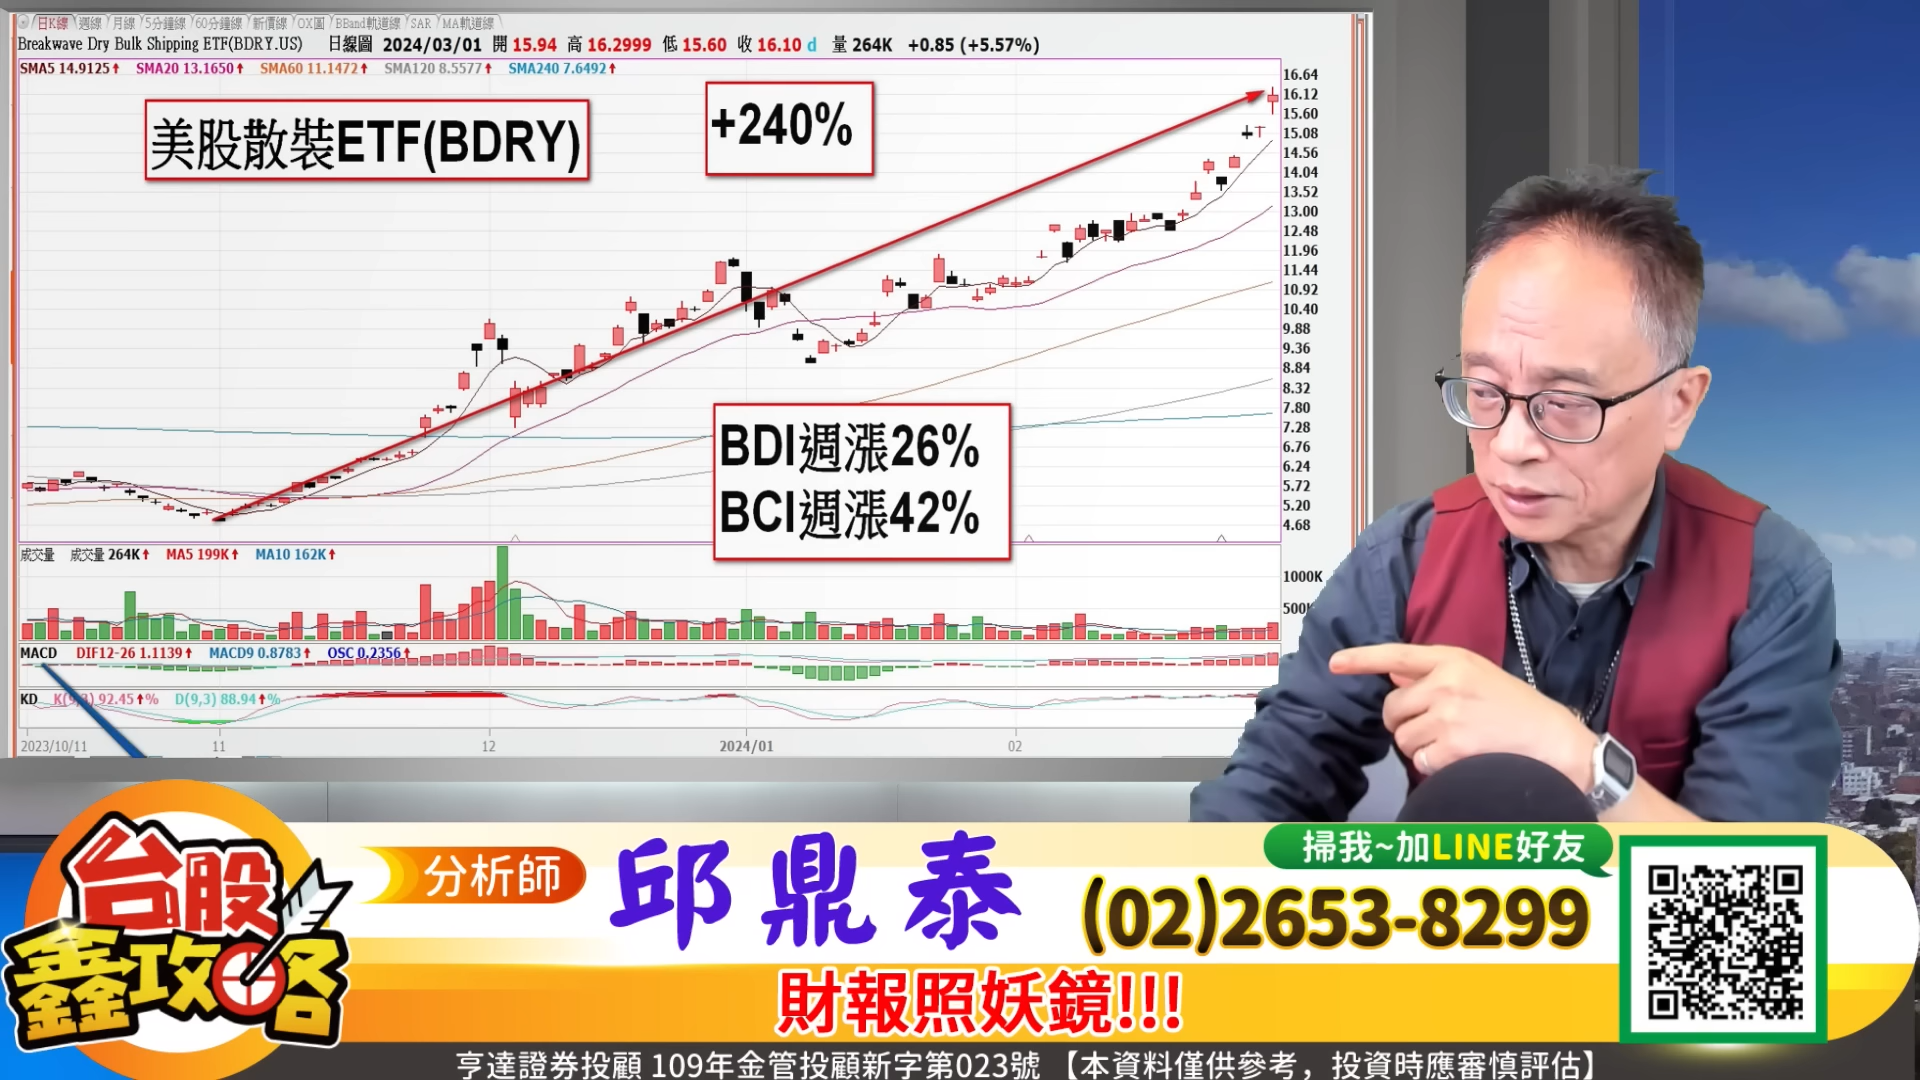 日K線 週線 月線 5分鐘線 60分鐘線 新價線 OX圖 BBand軌道線 SAR MA軌道線
Breakwave Dry Bulk Shipping ETF(BDRY.US) 日線圖 2024/03/01 開 15.94 高 16.2999 低 15.60 收 16.10 d 量 264K +0.85 (+5.57%)
SMA5 14.9125↑ SMA20 13.1650↑ SMA60 11.1472↑ SMA120 8.5577↑ SMA240 7.6492↑
美股散裝ETF(BDRY)
+240%
BDI週漲26%
BCI週漲42%
16.64
16.12
15.60
15.08
14.56
14.04
13.52
13.00
12.48
11.96
11.44
10.92
10.40
9.88
9.36
8.84
8.32
7.80
7.28
6.76
6.24
5.72
5.20
4.68
成交量 成交量 264K↑ MA5 199K↑ MA10 162K↑
1000K
500K
MACD DIF12-26 1.1139↑ MACD9 0.8783↑ OSC 0.2356↑
KD K(9,3) 92.45↑% D(9,3) 88.94↑%
2023/10/11 11 12 2024/01 02
台股
鑫攻略
分析師
邱鼎泰
掃我~加LINE好友
(02)2653-8299
財報照妖鏡!!!
亨達證券投顧 109年金管投顧新字第023號 【本資料僅供參考，投資時應審慎評估】